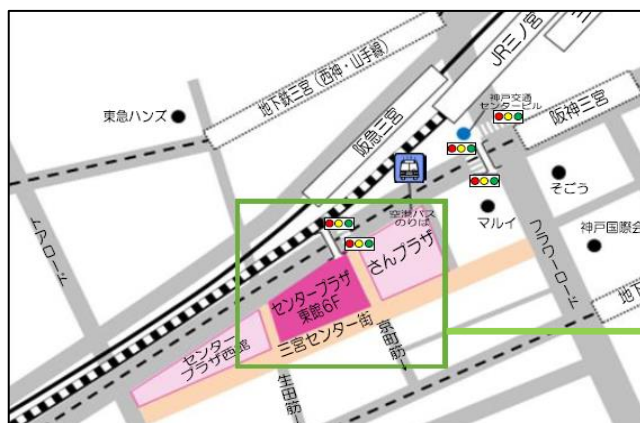 地下鉄三宮(西神・山手線)
JR三ノ宮
東急ハンズ
阪急三宮
神戸交通
センタービル
阪神三宮
そごう
マルイ
空港バス
のりば
トアロード
フラワーロード
神戸国際会
さんプラザ
センタープラザ
東館6F
地下
センター
プラザ西館
三宮センター街
京町筋
生田筋